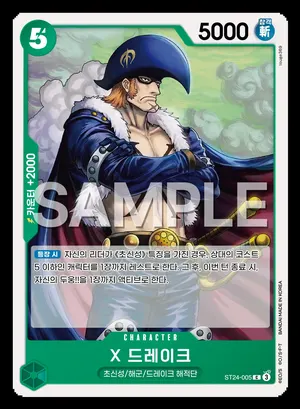 5
5000
참격
斬
카운터 +2000
SAMPLE
등장 시 자신의 리더가 《초신성》 특징을 가진 경우, 상대의 코스트
5 이하인 캐릭터를 1장까지 레스트로 한다. 그 후, 이번 턴 종료 시,
자신의 두웅!!을 1장까지 액티브로 한다.
CHARACTER
X 드레이크
초신성/해군/드레이크 해적단
ST24-005 C 3
BANDAI MADE IN KOREA